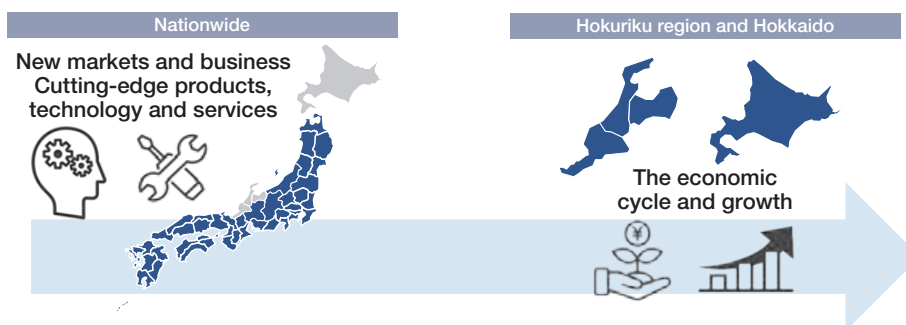 Nationwide
New markets and business
Cutting-edge products,
technology and services
Hokuriku region and Hokkaido
The economic
cycle and growth
¥